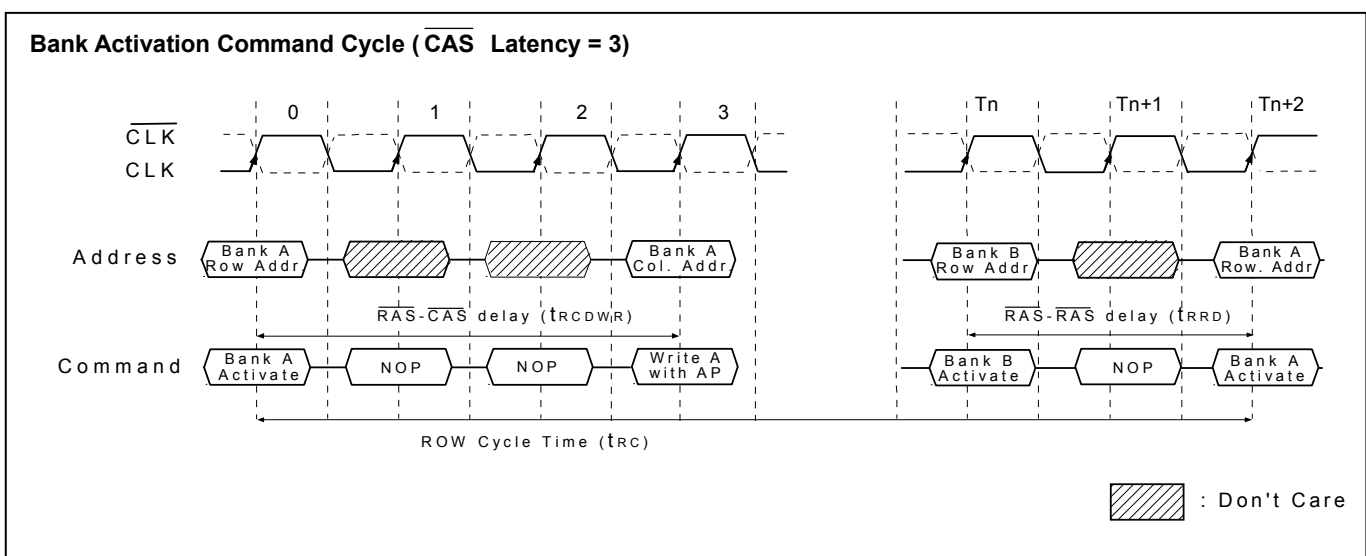 Bank Activation Command Cycle ( CAS Latency = 3)
0 1 2 3 Tn Tn+1 Tn+2
CLK
CLK
Address
Bank A
Row Addr.
Bank A
Col. Addr.
Bank B
Row Addr.
Bank A
Row. Addr.
RAS-CAS delay (tRCDWR)
RAS-RAS delay (tRRD)
Command
Bank A
Activate
NOP
NOP
Write A
with AP
Bank B
Activate
NOP
Bank A
Activate
ROW Cycle Time (tRC)
: Don't Care